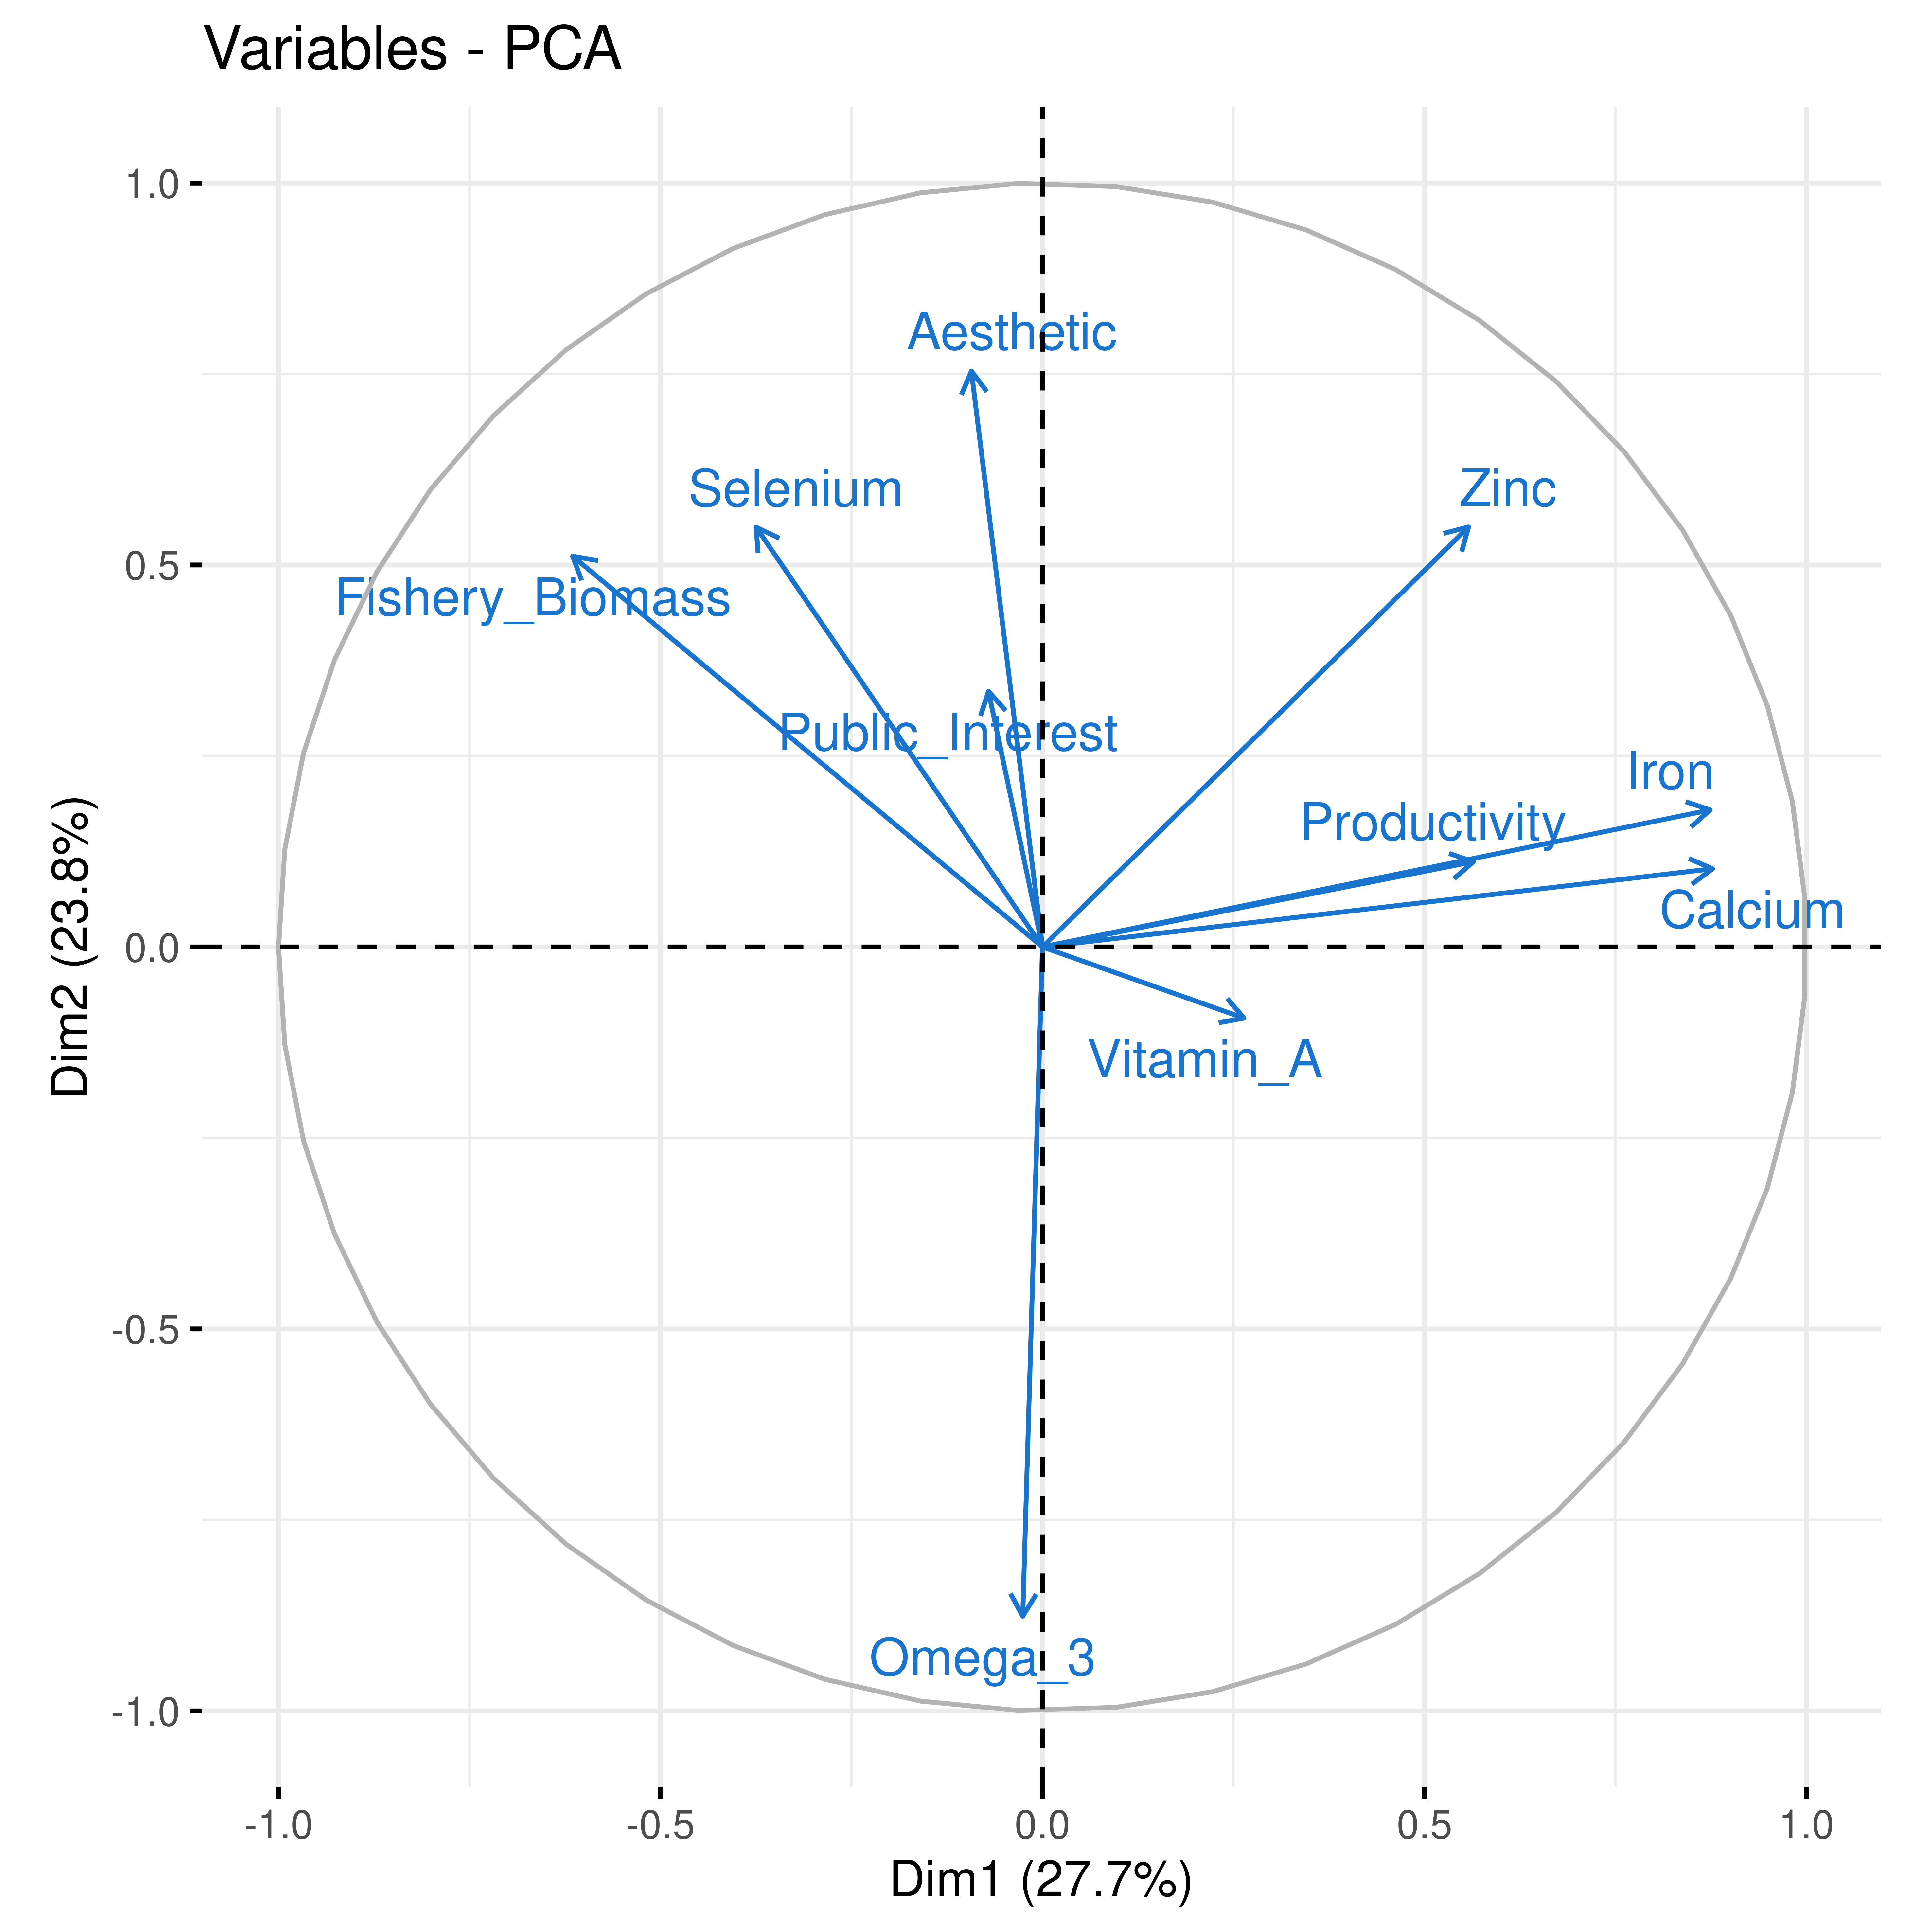 Variables - PCA
Dim2 (23.8%)
1.0
0.5
0.0
-0.5
-1.0
Aesthetic
Selenium
Zinc
Fishery_Biomass
Public_Interest
Iron
Productivity
Calcium
Vitamin_A
Omega_3
-1.0
-0.5
0.0
0.5
1.0
Dim1 (27.7%)